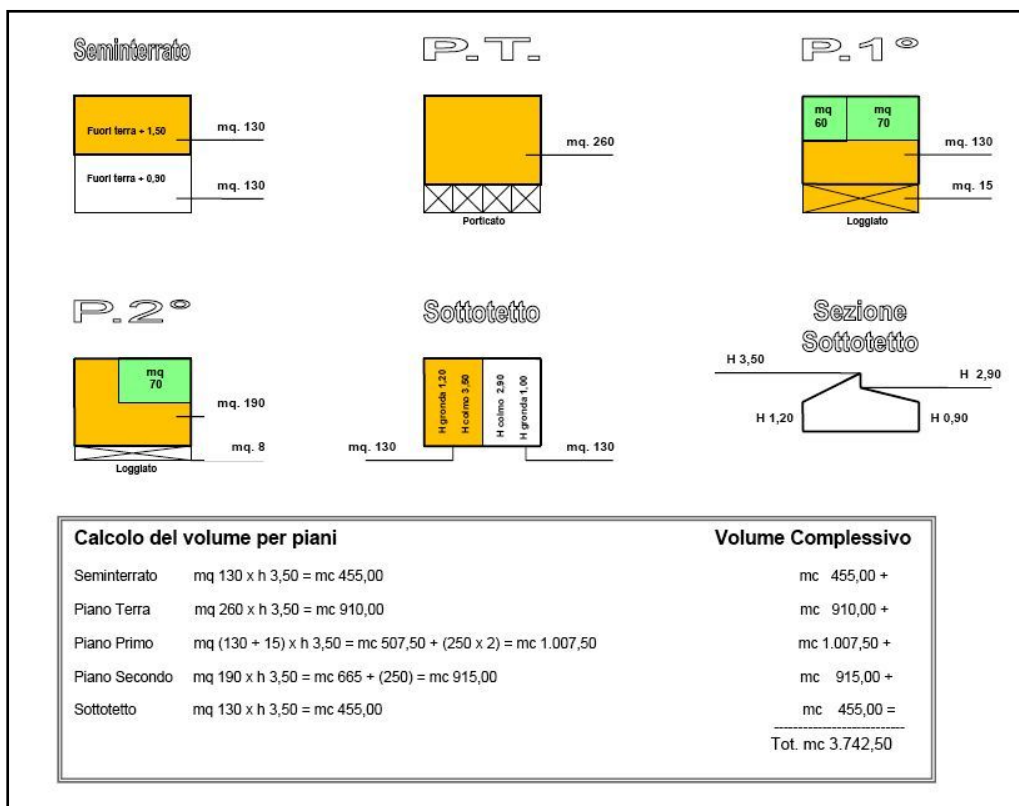 Seminterrato
P.T.
P.1°
Fuori terra + 1,50
mq. 130
Fuori terra + 0,90
mq. 130
mq. 260
Porticato
mq
60
mq
70
mq. 130
mq. 15
Loggiato
P.2°
Sottotetto
Sezione
Sottotetto
mq
70
mq. 190
mq. 8
Loggiato
H gronda 1,20
H colmo 3,50
H colmo 2,90
H gronda 1,00
mq. 130
mq. 130
H 3,50
H 2,90
H 1,20
H 0,90
Calcolo del volume per piani Volume Complessivo
Seminterrato mq 130 x h 3,50 = mc 455,00 mc 455,00 +
Piano Terra mq 260 x h 3,50 = mc 910,00 mc 910,00 +
Piano Primo mq (130 + 15) x h 3,50 = mc 507,50 + (250 x 2) = mc 1.007,50 mc 1.007,50 +
Piano Secondo mq 190 x h 3,50 = mc 665 + (250) = mc 915,00 mc 915,00 +
Sottotetto mq 130 x h 3,50 = mc 455,00 mc 455,00 =
Tot. mc 3.742,50